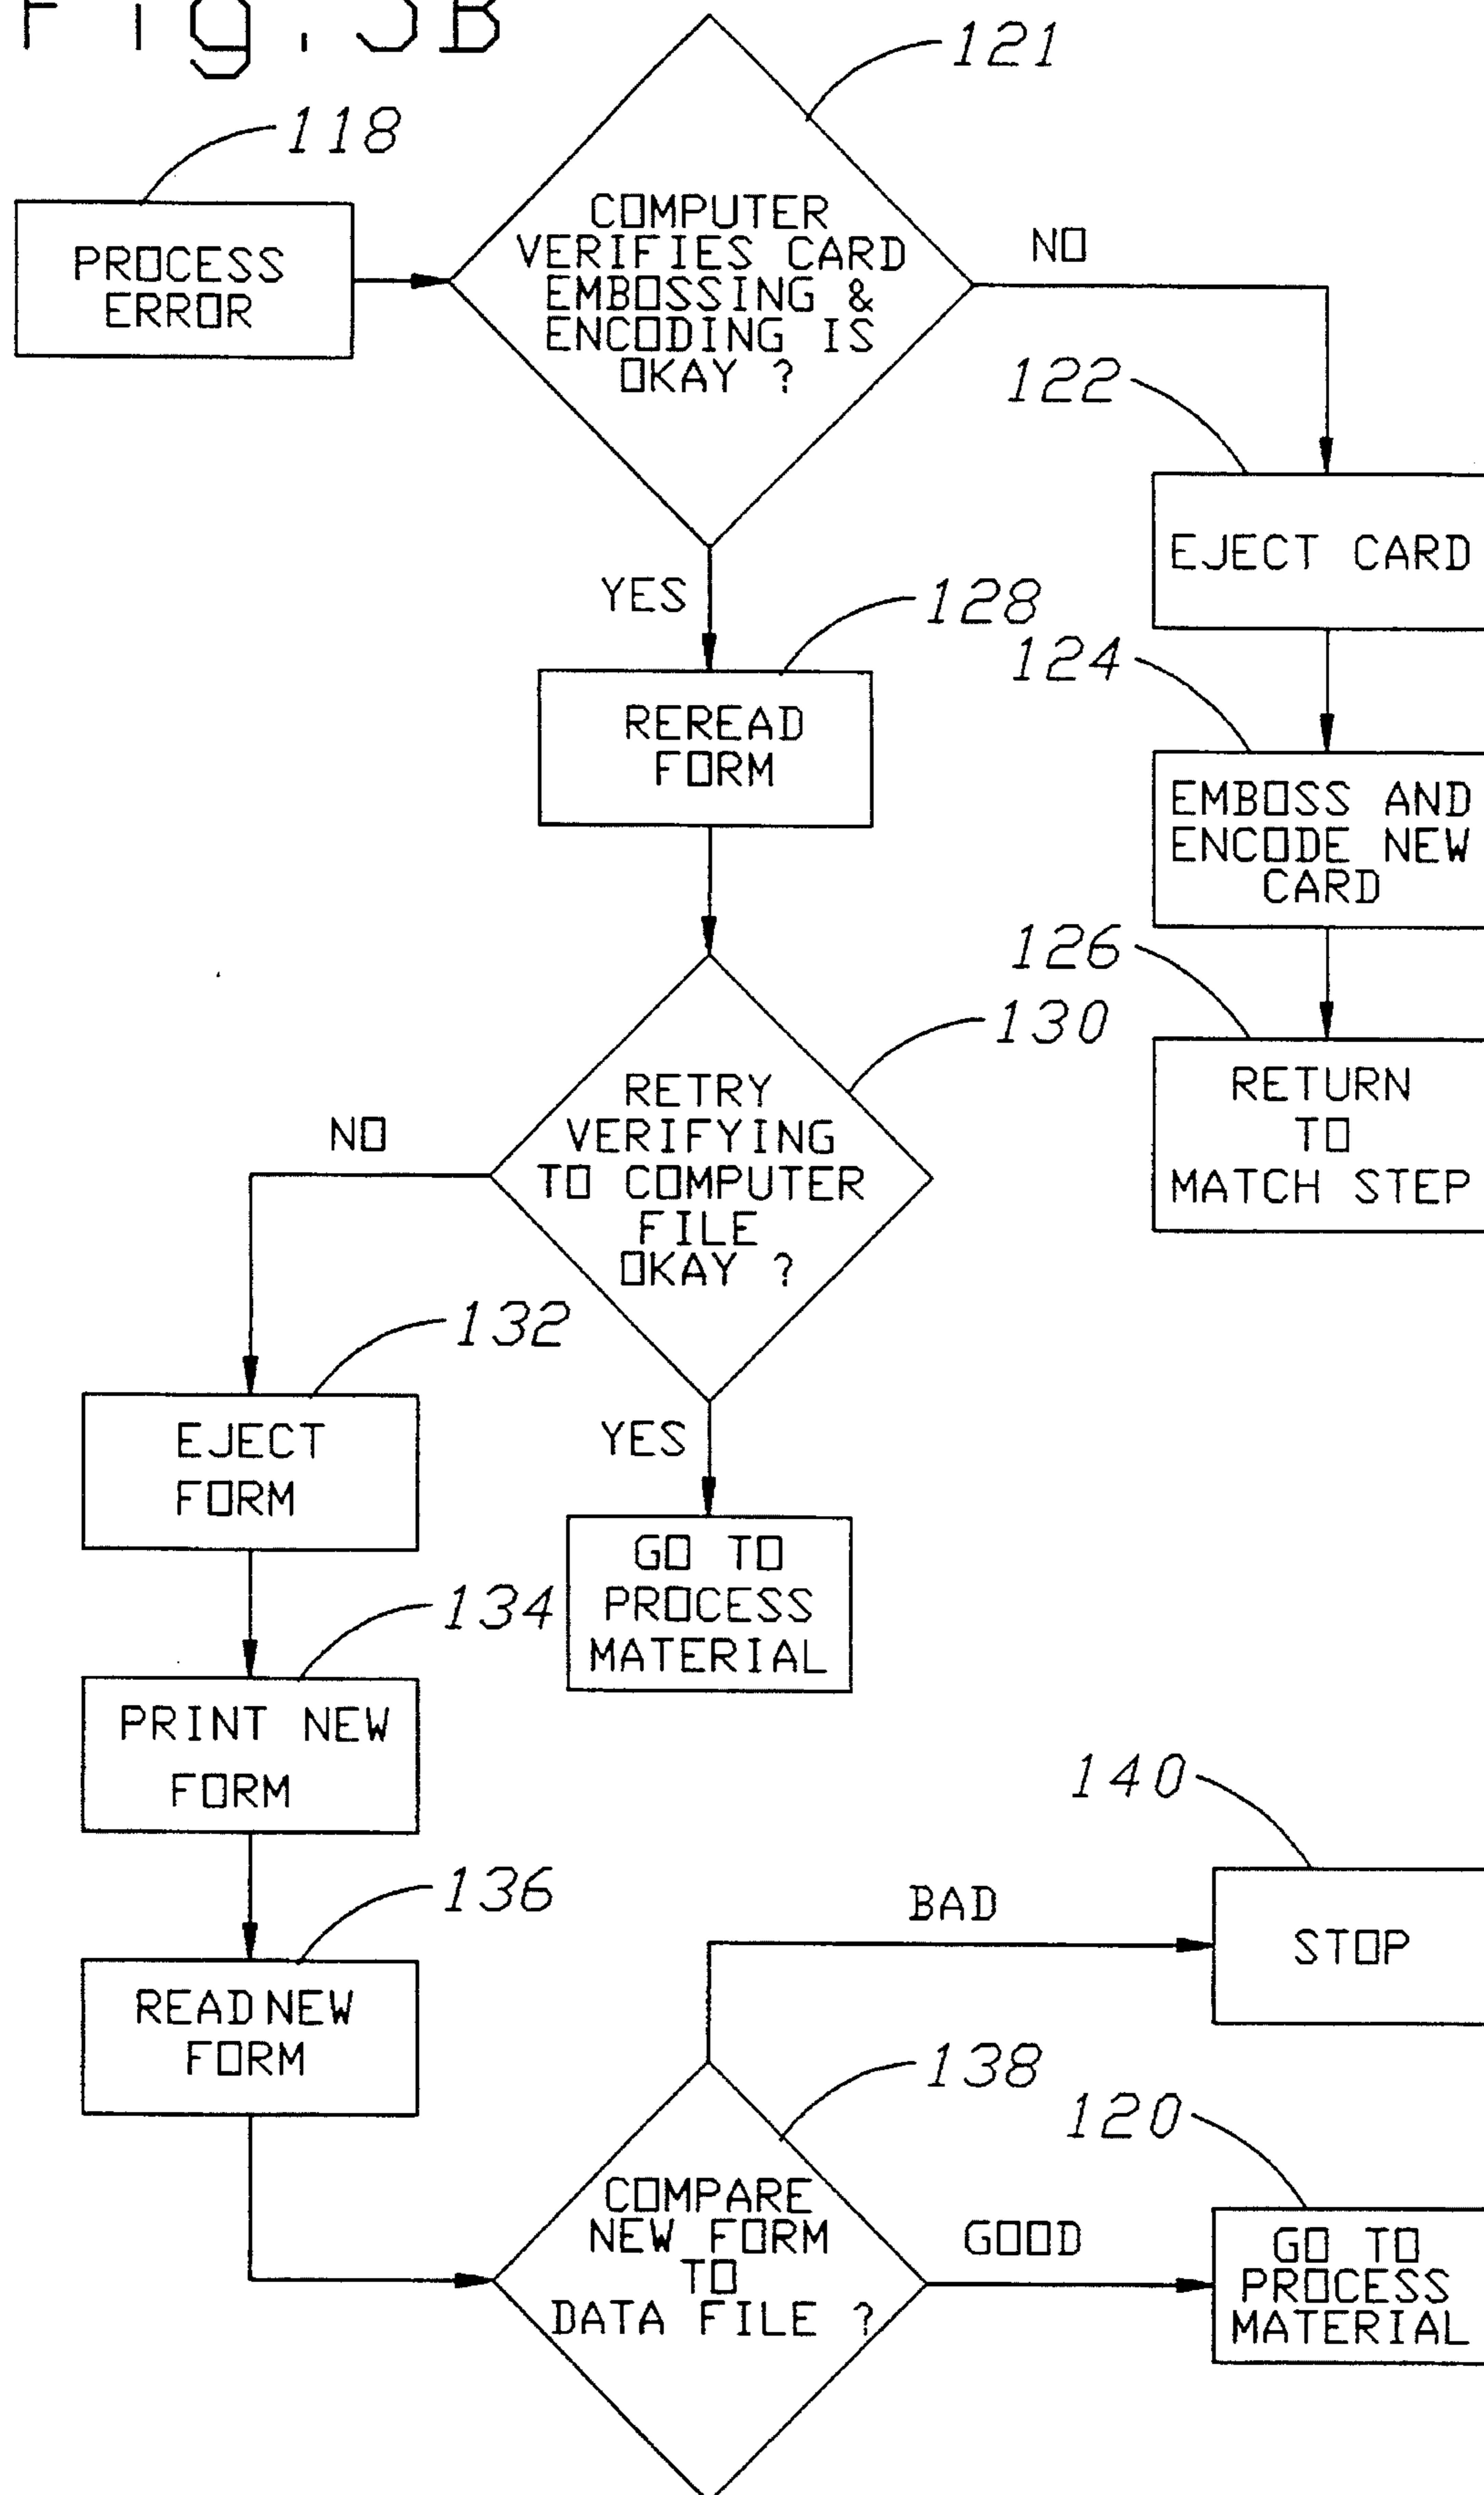 Fig. 3B
121
118
COMPUTER
VERIFIES CARD
EMBOSSING &
ENCODING IS
OKAY ?
NO
PROCESS
ERROR
122
EJECT CARD
YES
128
124
REREAD
FORM
EMBOSS AND
ENCODE NEW
CARD
126
130
RETURN
TO
MATCH STEP
RETRY
VERIFYING
TO COMPUTER
FILE
OKAY ?
NO
132
EJECT
FORM
YES
GO TO
PROCESS
MATERIAL
134
PRINT NEW
FORM
140
136
BAD
STOP
READ NEW
FORM
138
120
COMPARE
NEW FORM
TO
DATA FILE ?
GOOD
GO TO
PROCESS
MATERIAL